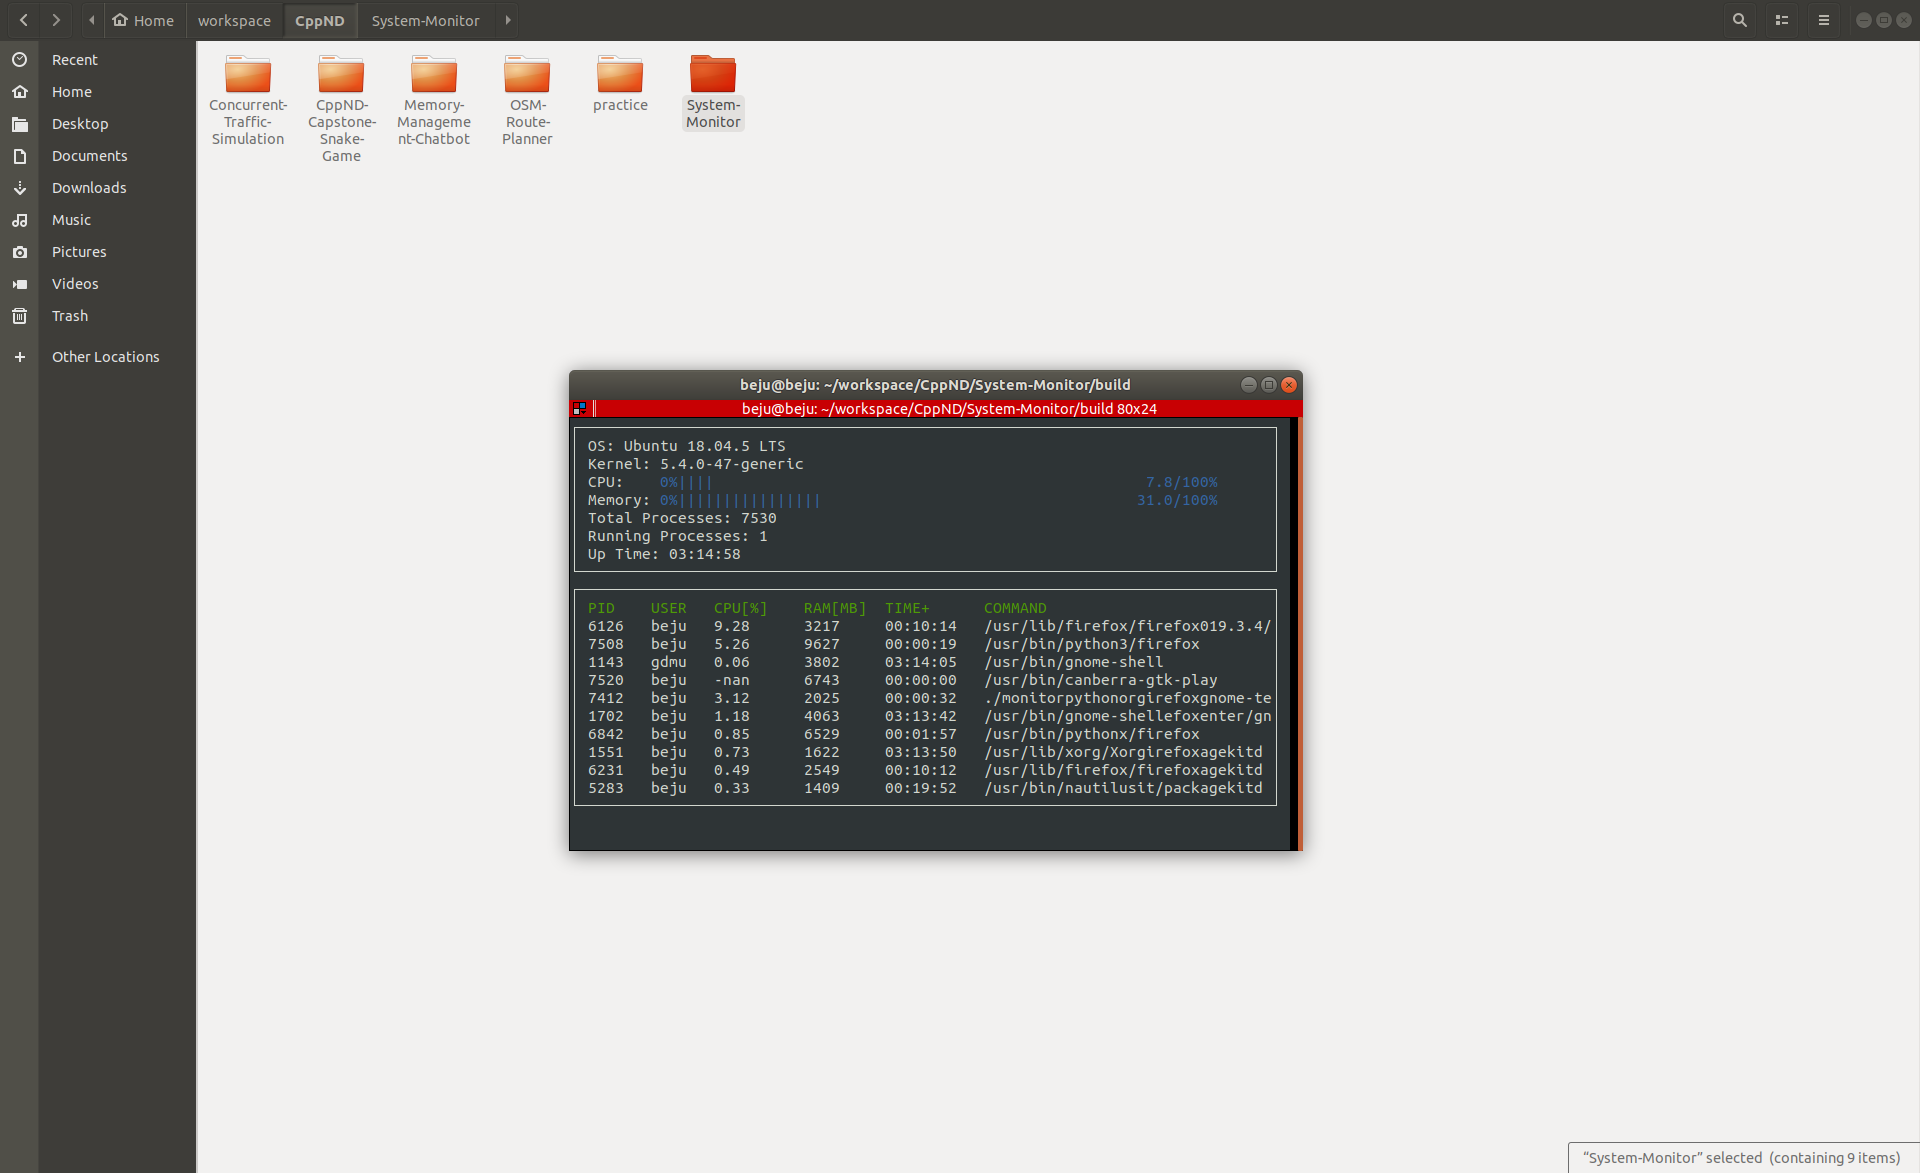 Home workspace CppND System-Monitor
Recent
Home
Desktop
Documents
Downloads
Music
Pictures
Videos
Trash
Other Locations
Concurrent-
Traffic-
Simulation
CppND-
Capstone-
Snake-
Game
Memory-
Manageme
nt-Chatbot
OSM-
Route-
Planner
practice
System-
Monitor
beju@beju: ~/workspace/CppND/System-Monitor/build
beju@beju: ~/workspace/CppND/System-Monitor/build 80x24
OS: Ubuntu 18.04.5 LTS
Kernel: 5.4.0-47-generic
CPU: 0%|||| 7.8/100%
Memory: 0%|||||||||||||||| 31.0/100%
Total Processes: 7530
Running Processes: 1
Up Time: 03:14:58
PID USER CPU[%] RAM[MB] TIME+ COMMAND
6126 beju 9.28 3217 00:10:14 /usr/lib/firefox/firefox019.3.4/
7508 beju 5.26 9627 00:00:19 /usr/bin/python3/firefox
1143 gdmu 0.06 3802 03:14:05 /usr/bin/gnome-shell
7520 beju -nan 6743 00:00:00 /usr/bin/canberra-gtk-play
7412 beju 3.12 2025 00:00:32 ./monitorpythonorgirefoxgnome-te
1702 beju 1.18 4063 03:13:42 /usr/bin/gnome-shellefoxenter/gn
6842 beju 0.85 6529 00:01:57 /usr/bin/pythonx/firefox
1551 beju 0.73 1622 03:13:50 /usr/lib/xorg/Xorgirefoxagekitd
6231 beju 0.49 2549 00:10:12 /usr/lib/firefox/firefoxagekitd
5283 beju 0.33 1409 00:19:52 /usr/bin/nautilusit/packagekitd
“System-Monitor” selected (containing 9 items)